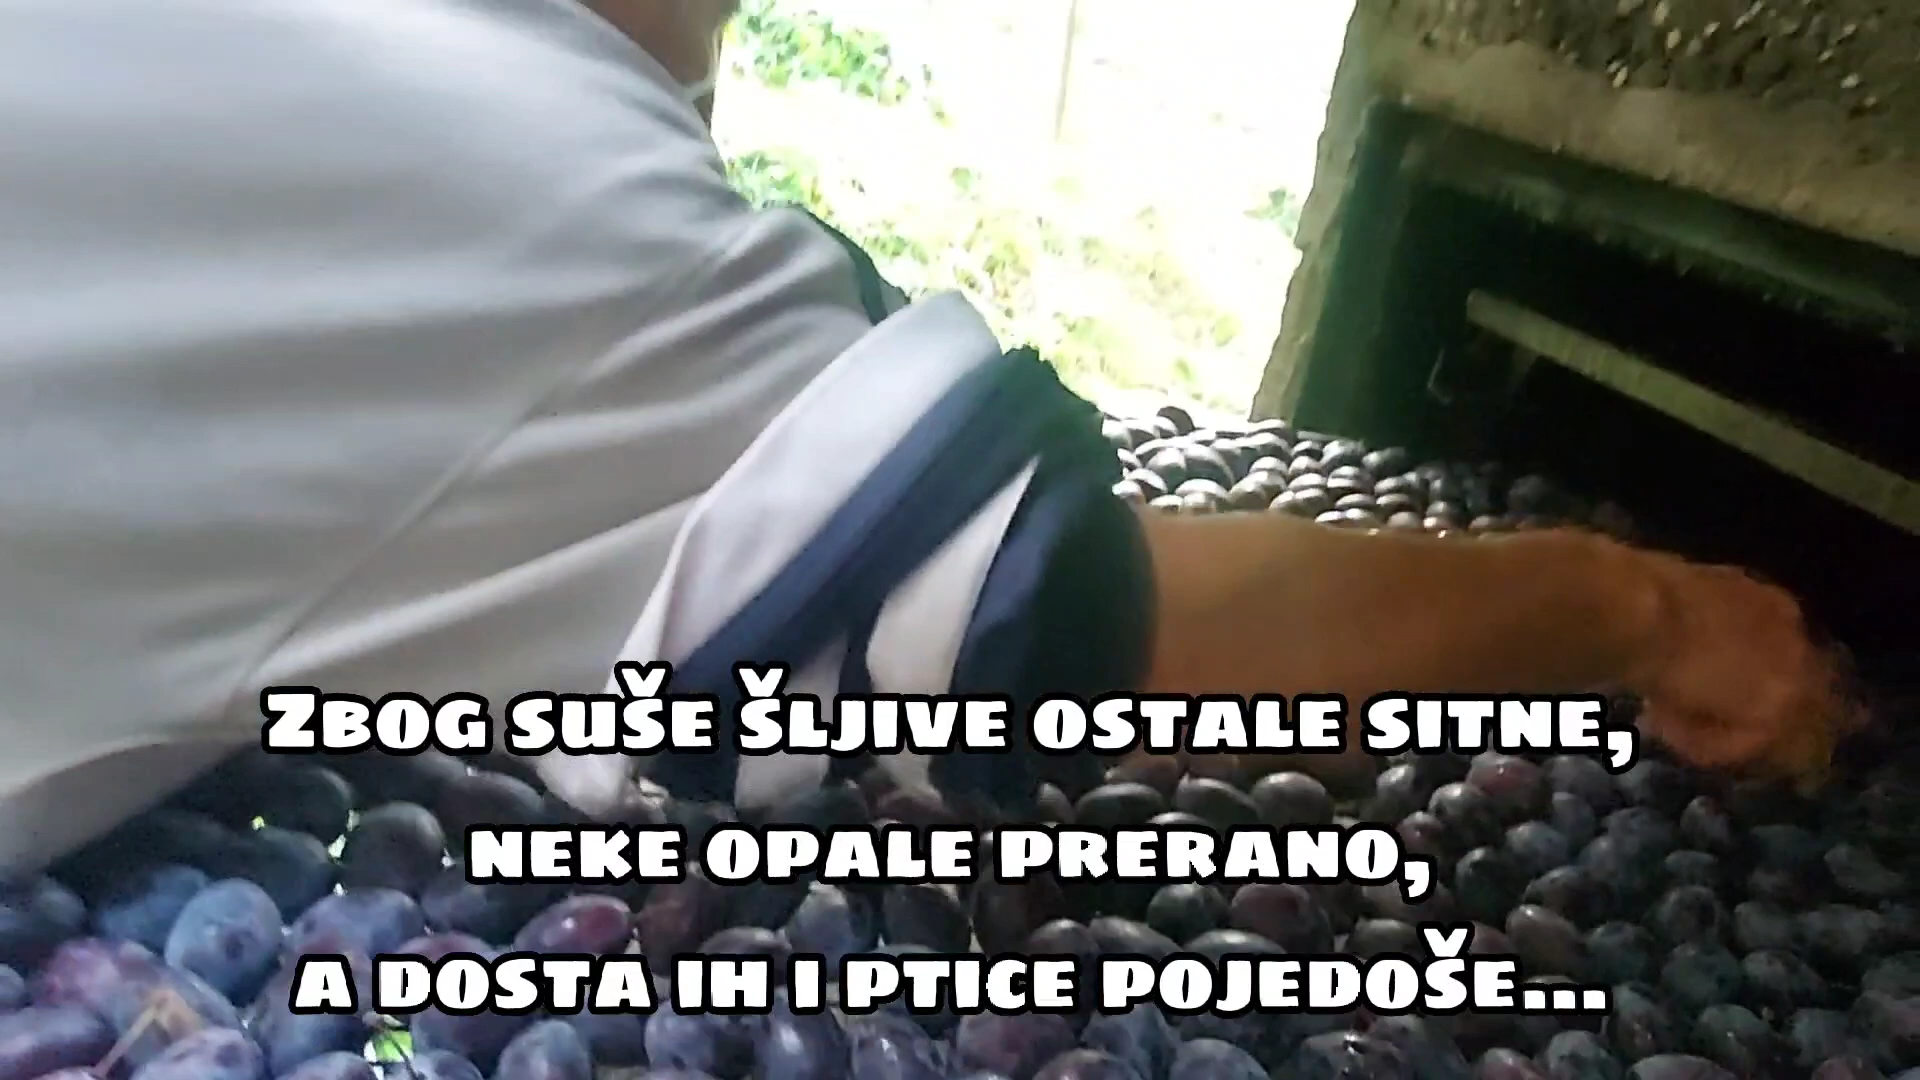 Zbog suše šljive ostale sitne,
neke opale prerano,
a dosta ih i ptice pojedoše...